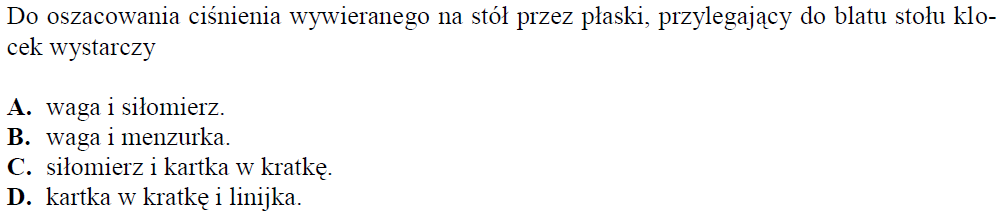 Do oszacowania ciśnienia wywieranego na stół przez płaski, przylegający do blatu stołu klo-
cek wystarczy
A. waga i siłomierz.
B. waga i menzurka.
C. siłomierz i kartka w kratkę.
D. kartka w kratkę i linijka.